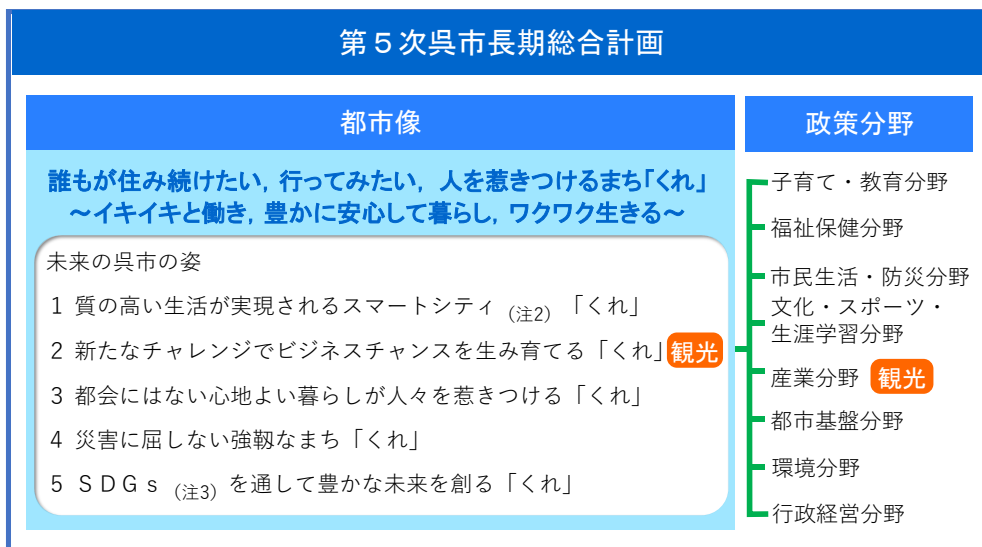 第5次呉市長期総合計画
都市像
誰もが住み続けたい,行ってみたい, 人を惹きつけるまち「くれ」
~イキイキと働き,豊かに安心して暮らし,ワクワク生きる~
未来の呉市の姿
1 質の高い生活が実現されるスマートシティ (注2) 「くれ」
2 新たなチャレンジでビジネスチャンスを生み育てる「くれ」 観光
3 都会にはない心地よい暮らしが人々を惹きつける「くれ」
4 災害に屈しない強靱なまち「くれ」
5 SDGs (注3) を通して豊かな未来を創る「くれ」
政策分野
子育て・教育分野
福祉保健分野
市民生活・防災分野
文化・スポーツ・
生涯学習分野
産業分野 観光
都市基盤分野
環境分野
行政経営分野